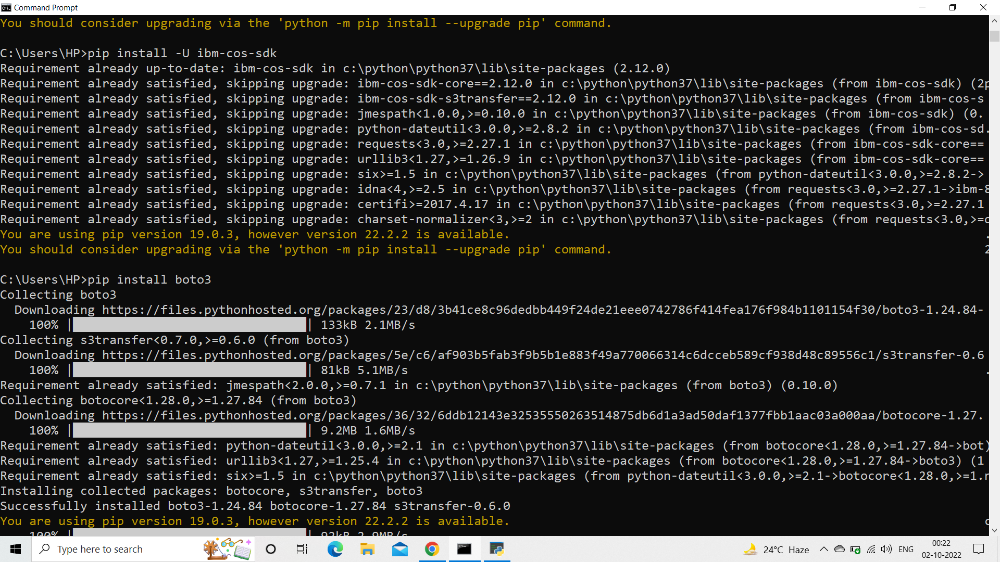 Command Prompt
You should consider upgrading via the 'python -m pip install --upgrade pip' command.
C:\Users\HP>pip install -U ibm-cos-sdk
Requirement already up-to-date: ibm-cos-sdk in c:\python\python37\lib\site-packages (2.12.0)
Requirement already satisfied, skipping upgrade: ibm-cos-sdk-core==2.12.0 in c:\python\python37\lib\site-packages (from ibm-cos-sdk) (2p
Requirement already satisfied, skipping upgrade: ibm-cos-sdk-s3transfer==2.12.0 in c:\python\python37\lib\site-packages (from ibm-cos-s
Requirement already satisfied, skipping upgrade: jmespath<1.0.0,>=0.10.0 in c:\python\python37\lib\site-packages (from ibm-cos-sdk) (0.
Requirement already satisfied, skipping upgrade: python-dateutil<3.0.0,>=2.8.2 in c:\python\python37\lib\site-packages (from ibm-cos-sd.
Requirement already satisfied, skipping upgrade: requests<3.0,>=2.27.1 in c:\python\python37\lib\site-packages (from ibm-cos-sdk-core==
Requirement already satisfied, skipping upgrade: urllib3<1.27,>=1.26.9 in c:\python\python37\lib\site-packages (from ibm-cos-sdk-core==
Requirement already satisfied, skipping upgrade: six>=1.5 in c:\python\python37\lib\site-packages (from python-dateutil<3.0.0,>=2.8.2->
Requirement already satisfied, skipping upgrade: idna<4,>=2.5 in c:\python\python37\lib\site-packages (from requests<3.0,>=2.27.1->ibm-8
Requirement already satisfied, skipping upgrade: certifi>=2017.4.17 in c:\python\python37\lib\site-packages (from requests<3.0,>=2.27.1
Requirement already satisfied, skipping upgrade: charset-normalizer<3,>=2 in c:\python\python37\lib\site-packages (from requests<3.0,>=c
You are using pip version 19.0.3, however version 22.2.2 is available. .
You should consider upgrading via the 'python -m pip install --upgrade pip' command. 2
C:\Users\HP>pip install boto3
Collecting boto3
Downloading https://files.pythonhosted.org/packages/23/d8/3b41ce8c96dedbb449f24de21eee0742786f414fea176f984b1101154f30/boto3-1.24.84-
100% | | 133kB 2.1MB/s
Collecting s3transfer<0.7.0,>=0.6.0 (from boto3)
Downloading https://files.pythonhosted.org/packages/5e/c6/af903b5fab3f9b5b1e883f49a770066314c6dcceb589cf938d48c89556c1/s3transfer-0.6
100% | | 81kB 5.1MB/s .
Requirement already satisfied: jmespath<2.0.0,>=0.7.1 in c:\python\python37\lib\site-packages (from boto3) (0.10.0)
Collecting botocore<1.28.0,>=1.27.84 (from boto3)
Downloading https://files.pythonhosted.org/packages/36/32/6ddb12143e32535550263514875db6d1a3ad50daf1377fbb1aac03a000aa/botocore-1.27.
100% | | 9.2MB 1.6MB/s
Requirement already satisfied: python-dateutil<3.0.0,>=2.1 in c:\python\python37\lib\site-packages (from botocore<1.28.0,>=1.27.84->bot)
Requirement already satisfied: urllib3<1.27,>=1.25.4 in c:\python\python37\lib\site-packages (from botocore<1.28.0,>=1.27.84->boto3) (1
Requirement already satisfied: six>=1.5 in c:\python\python37\lib\site-packages (from python-dateutil<3.0.0,>=2.1->botocore<1.28.0,>=1.r
Installing collected packages: botocore, s3transfer, boto3
Successfully installed boto3-1.24.84 botocore-1.27.84 s3transfer-0.6.0
You are using pip version 19.0.3, however version 22.2.2 is available. c
100% | | 92kB 2.9MB/s
Type here to search
24°C Haze
ENG
00:22
02-10-2022